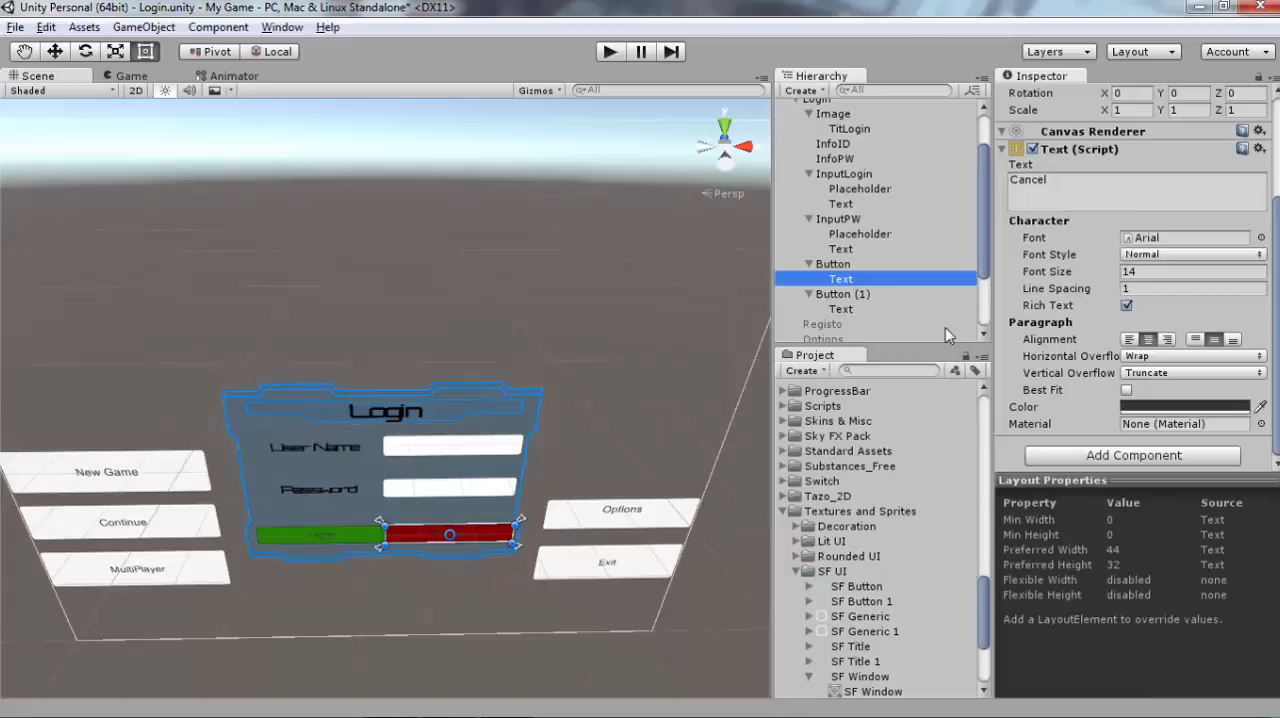 Unity Personal (64bit) - Login.unity - My Game - PC, Mac & Linux Standalone* <DX11>
File Edit Assets GameObject Component Window Help
Pivot Local Layers Layout Account
Scene Game Animator
Shaded 2D Gizmos All
Persp
Login
User Name
Password
New Game
Continue
MultiPlayer
Options
Exit
Hierarchy
Create All
Login
Image
TitLogin
InfoID
InfoPW
InputLogin
Placeholder
Text
InputPW
Placeholder
Text
Button
Text
Button (1)
Text
Registo
Options
Project
Create
ProgressBar
Scripts
Skins & Misc
Sky FX Pack
Standard Assets
Substances_Free
Switch
Tazo_2D
Textures and Sprites
Decoration
Lit UI
Rounded UI
SF UI
SF Button
SF Button 1
SF Generic
SF Generic 1
SF Title
SF Title 1
SF Window
SF Window
Inspector
Rotation X 0 Y 0 Z 0
Scale X 1 Y 1 Z 1
Canvas Renderer
Text (Script)
Text
Cancel
Character
Font Arial
Font Style Normal
Font Size 14
Line Spacing 1
Rich Text
Paragraph
Alignment
Horizontal Overflo Wrap
Vertical Overflow Truncate
Best Fit
Color
Material None (Material)
Add Component
Layout Properties
Property Value Source
Min Width 0 Text
Min Height 0 Text
Preferred Width 44 Text
Preferred Height 32 Text
Flexible Width disabled none
Flexible Height disabled none
Add a LayoutElement to override values.